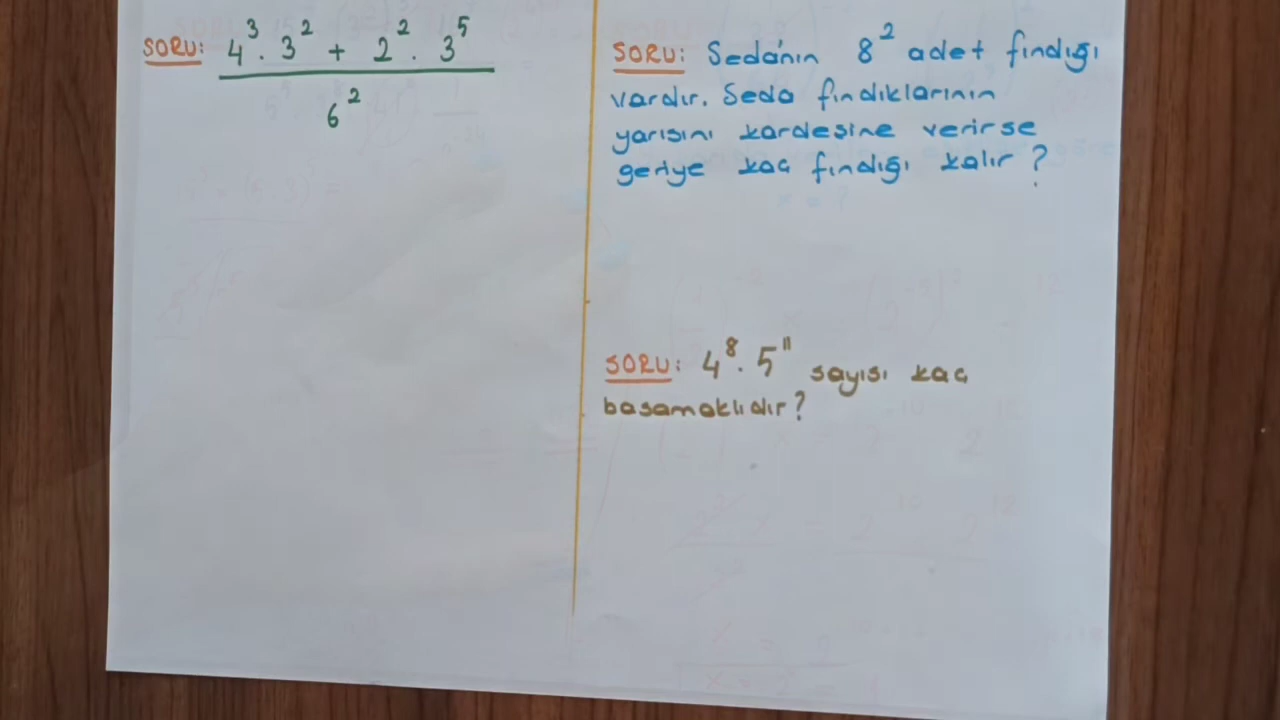 SORU: 4³ . 3² + 2² . 3⁵
6²
SORU: Seda'nın 8² adet fındığı
vardır. Seda fındıklarının
yarısını kardeşine verirse
geriye kaç fındığı kalır ?
SORU: 4⁸ . 5¹¹ sayısı kaç
basamaklıdır ?